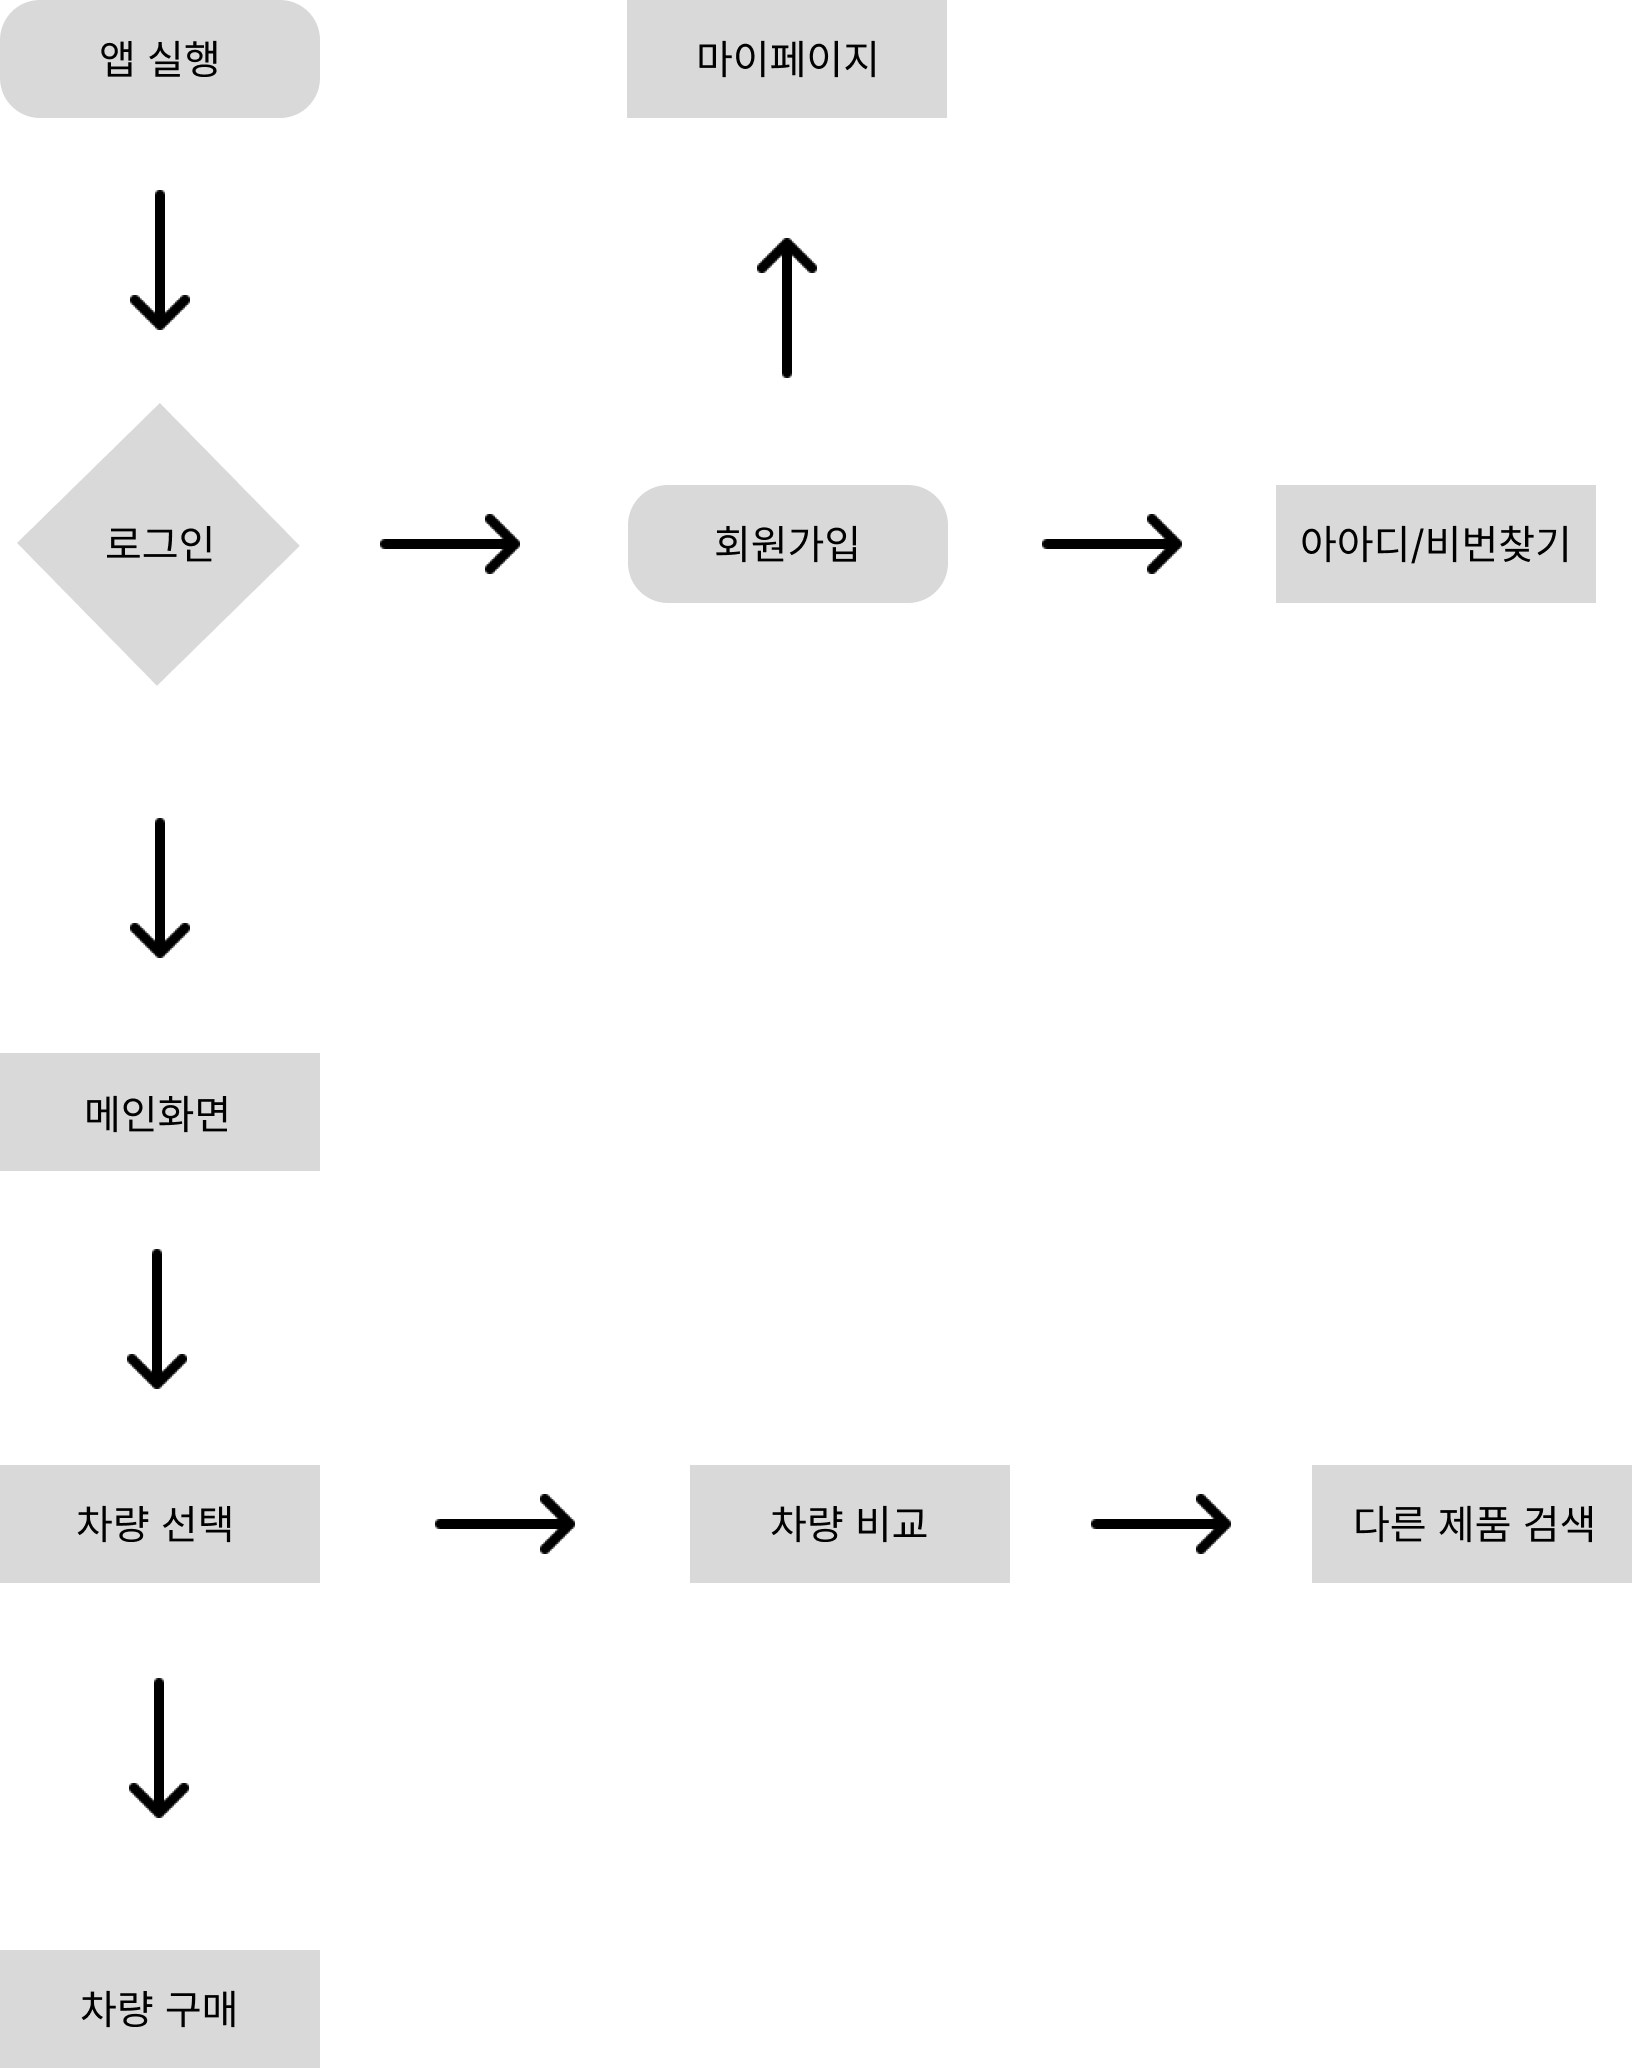 앱 실행
마이페이지
로그인
회원가입
아아디/비번찾기
메인화면
차량 선택
차량 비교
다른 제품 검색
차량 구매